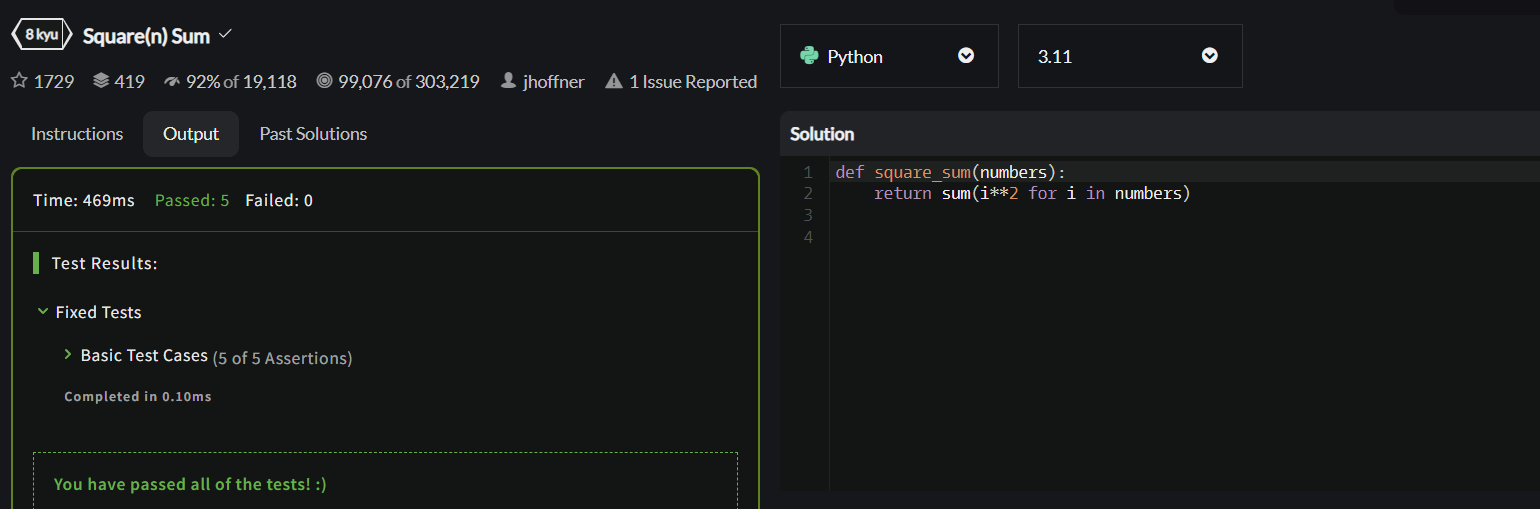 8 kyu Square(n) Sum
1729 419 92% of 19,118 99,076 of 303,219 jhoffner 1 Issue Reported
Instructions Output Past Solutions
Time: 469ms Passed: 5 Failed: 0
Test Results:
Fixed Tests
Basic Test Cases (5 of 5 Assertions)
Completed in 0.10ms
You have passed all of the tests! :)
Python 3.11
Solution
1 def square_sum(numbers):
2     return sum(i**2 for i in numbers)
3
4